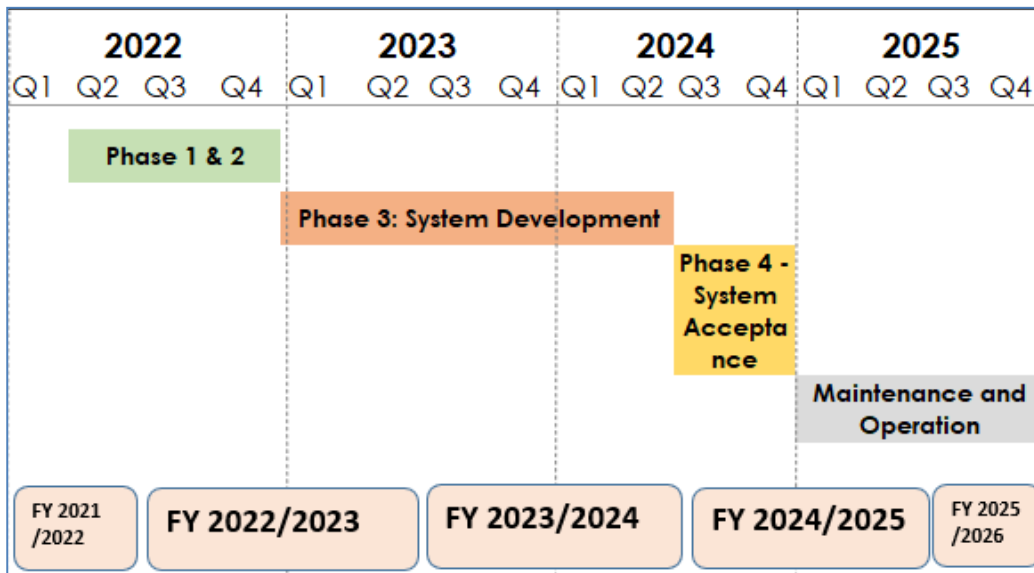 2022 2023 2024 2025
Q1 Q2 Q3 Q4 Q1 Q2 Q3 Q4 Q1 Q2 Q3 Q4 Q1 Q2 Q3 Q4
Phase 1 & 2
Phase 3: System Development
Phase 4 -
System
Accepta
nce
Maintenance and
Operation
FY 2021
/2022
FY 2022/2023
FY 2023/2024
FY 2024/2025
FY 2025
/2026